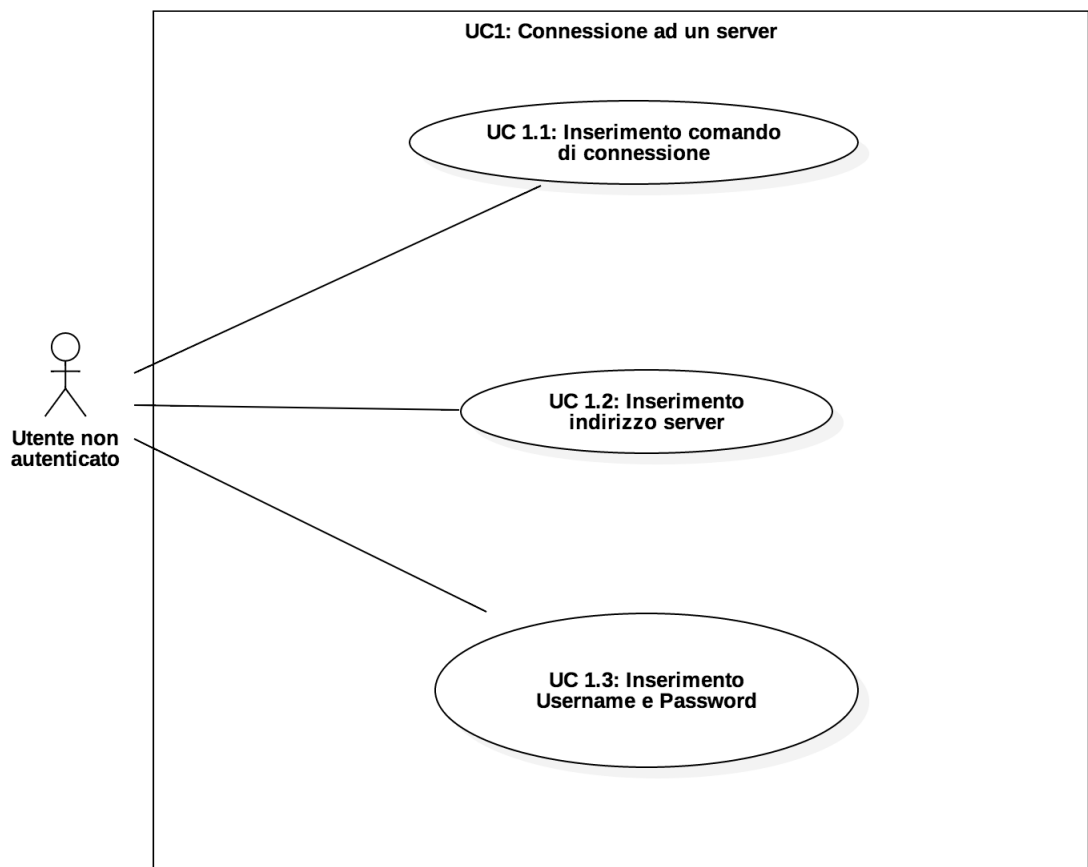 UC1: Connessione ad un server
UC 1.1: Inserimento comando
di connessione
UC 1.2: Inserimento
indirizzo server
Utente non
autenticato
UC 1.3: Inserimento
Username e Password